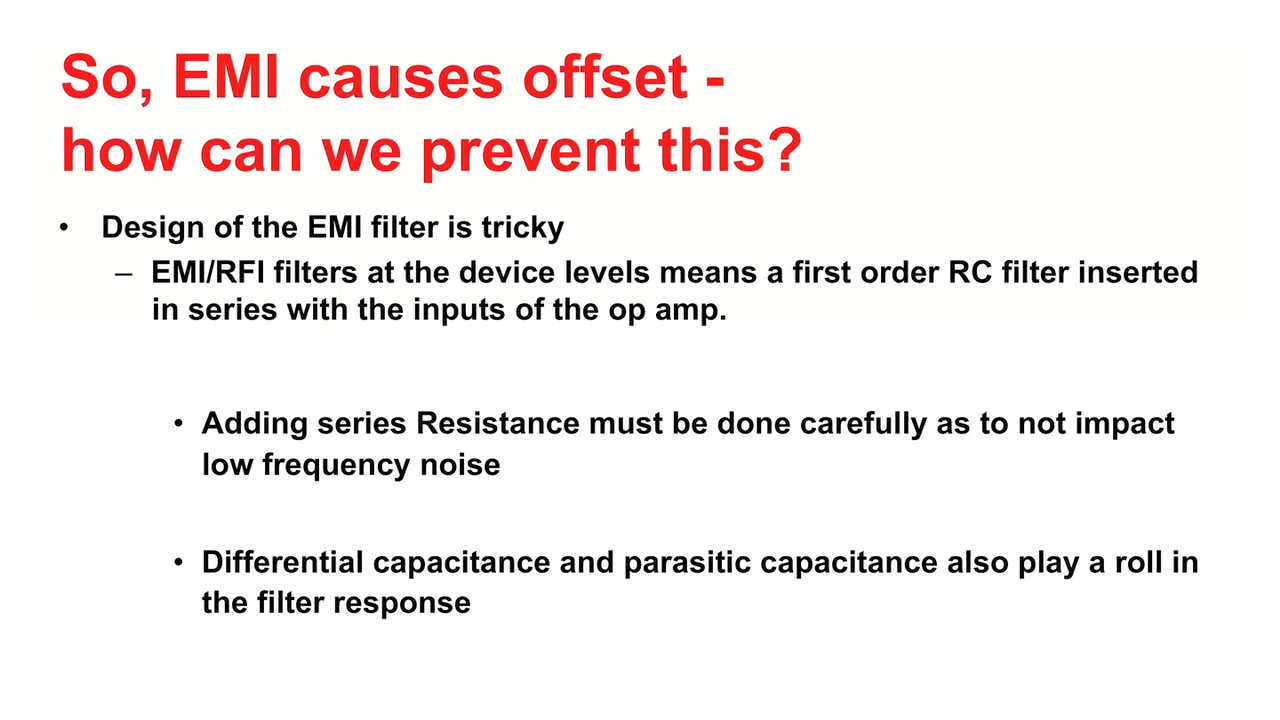 So, EMI causes offset -
how can we prevent this?
• Design of the EMI filter is tricky
– EMI/RFI filters at the device levels means a first order RC filter inserted
in series with the inputs of the op amp.
• Adding series Resistance must be done carefully as to not impact
low frequency noise
• Differential capacitance and parasitic capacitance also play a roll in
the filter response